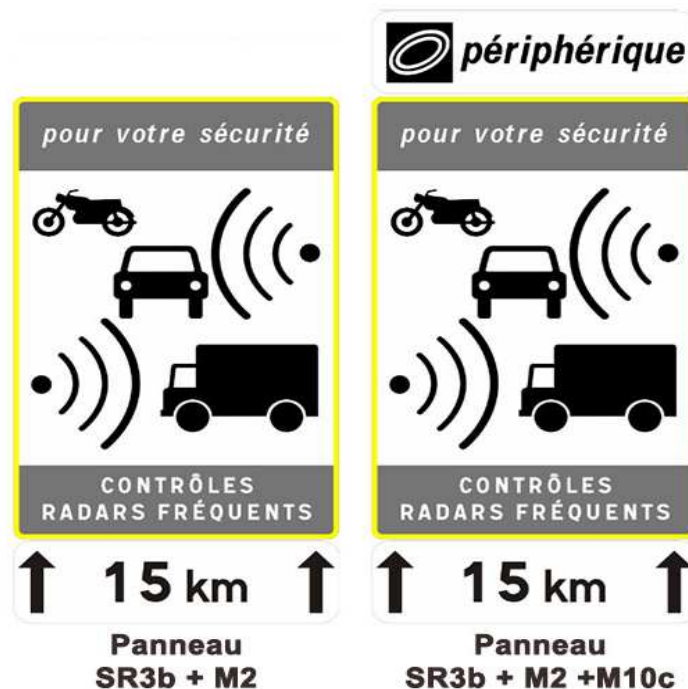 pour votre sécurité
CONTRÔLES
RADARS FRÉQUENTS
15 km
Panneau
SR3b + M2
périphérique
pour votre sécurité
CONTRÔLES
RADARS FRÉQUENTS
15 km
Panneau
SR3b + M2 +M10c